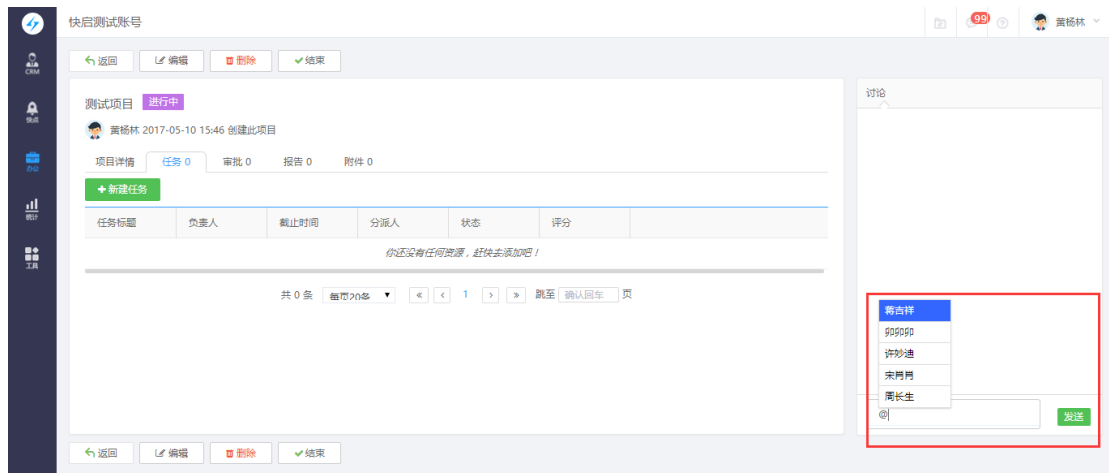 快启测试账号
99
黄杨林
CRM
快点
办公
统计
工具
返回 编辑 删除 结束
测试项目 进行中
黄杨林 2017-05-10 15:46 创建此项目
项目详情 任务 0 审批 0 报告 0 附件 0
+新建任务
任务标题 负责人 截止时间 分派人 状态 评分
你还没有任何资源，赶快去添加吧！
共 0 条 每页20条 « < 1 > » 跳至 确认回车 页
讨论
蒋吉祥
卯卯卯
许妙迪
宋肖肖
周长生
@
发送
返回 编辑 删除 结束